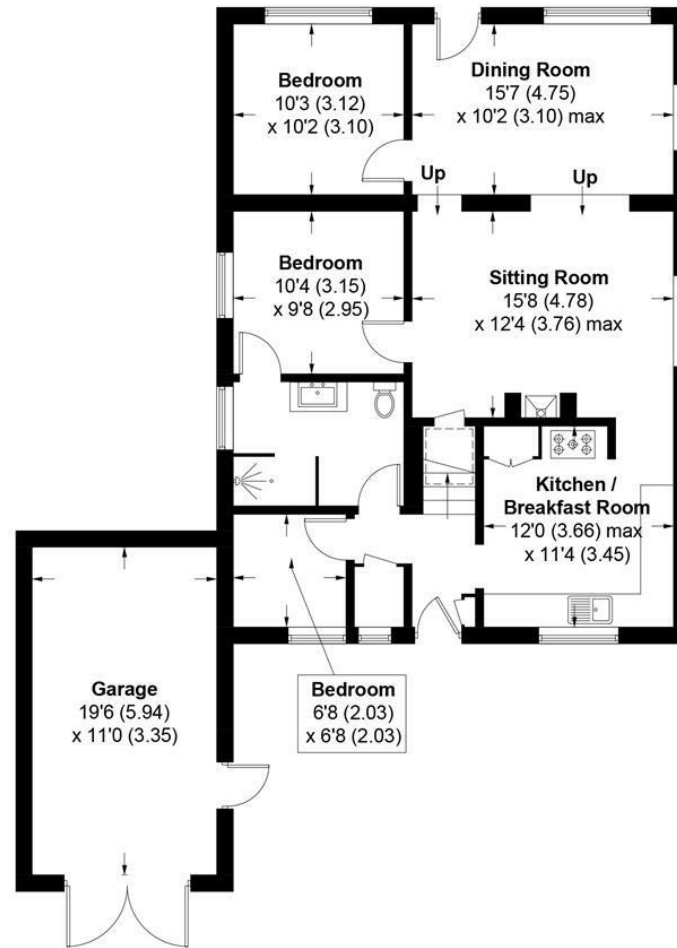 Bedroom
10'3 (3.12)
x 10'2 (3.10)
Dining Room
15'7 (4.75)
x 10'2 (3.10) max
Up
Up
Bedroom
10'4 (3.15)
x 9'8 (2.95)
Sitting Room
15'8 (4.78)
x 12'4 (3.76) max
Kitchen /
Breakfast Room
12'0 (3.66) max
x 11'4 (3.45)
Garage
19'6 (5.94)
x 11'0 (3.35)
Bedroom
6'8 (2.03)
x 6'8 (2.03)